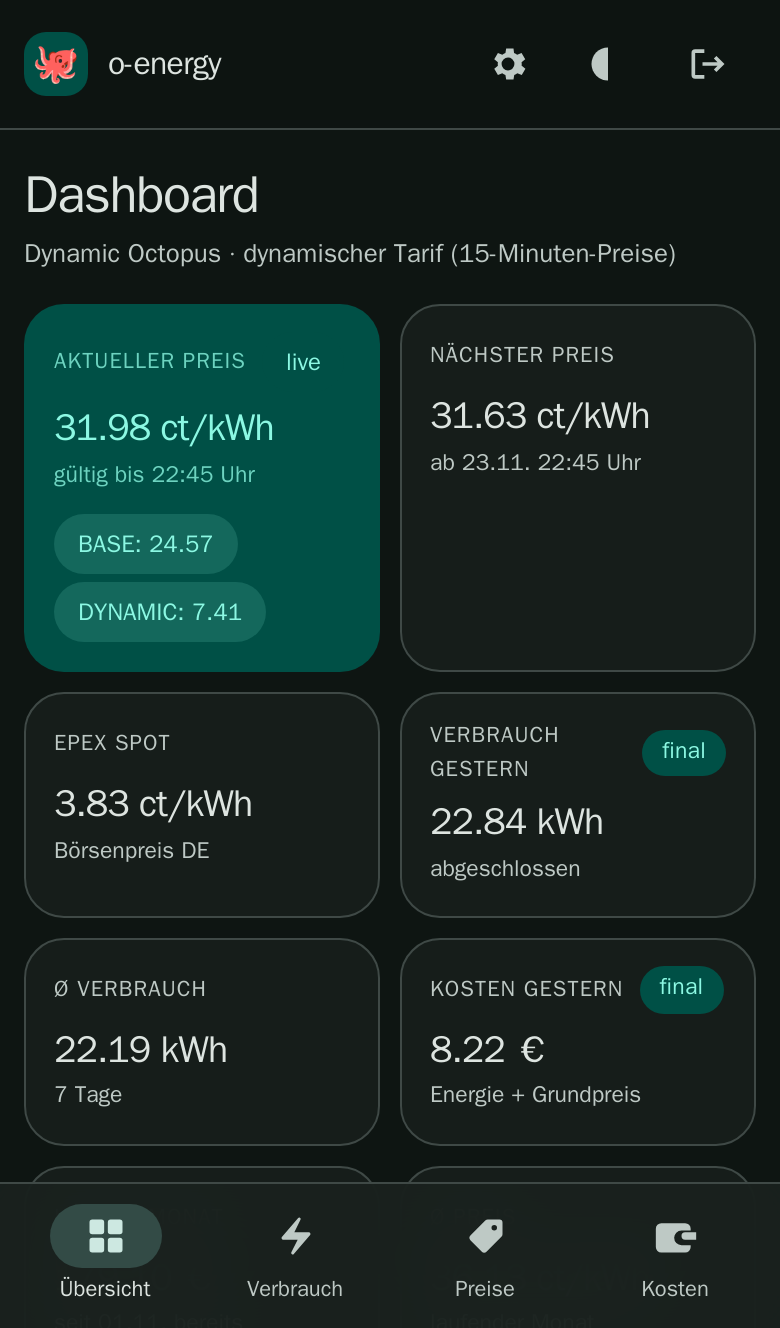 o-energy
Dashboard
Dynamic Octopus · dynamischer Tarif (15-Minuten-Preise)
AKTUELLER PREIS live
31.98 ct/kWh
gültig bis 22:45 Uhr
BASE: 24.57
DYNAMIC: 7.41
NÄCHSTER PREIS
31.63 ct/kWh
ab 23.11. 22:45 Uhr
EPEX SPOT
3.83 ct/kWh
Börsenpreis DE
VERBRAUCH
GESTERN
final
22.84 kWh
abgeschlossen
Ø VERBRAUCH
22.19 kWh
7 Tage
KOSTEN GESTERN final
8.22 €
Energie + Grundpreis
Übersicht
Verbrauch
Preise
Kosten